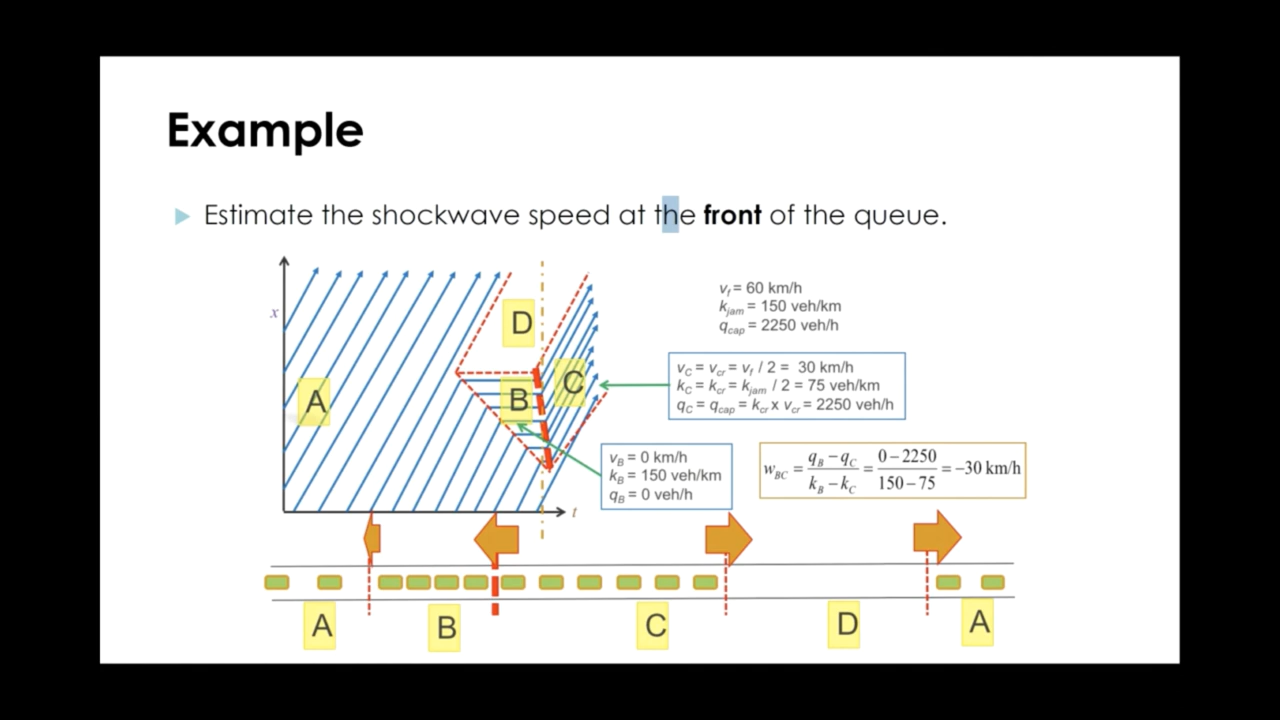 Example
Estimate the shockwave speed at the front of the queue.
x
D
B
C
A
t
v_f = 60 km/h
k_jam = 150 veh/km
q_cap = 2250 veh/h
v_C = v_cr = v_f / 2 = 30 km/h
k_C = k_cr = k_jam / 2 = 75 veh/km
q_C = q_cap = k_cr x v_cr = 2250 veh/h
v_B = 0 km/h
k_B = 150 veh/km
q_B = 0 veh/h
w_BC = (q_B − q_C)/(k_B − k_C) = (0 − 2250)/(150 − 75) = −30 km/h
A B C D A